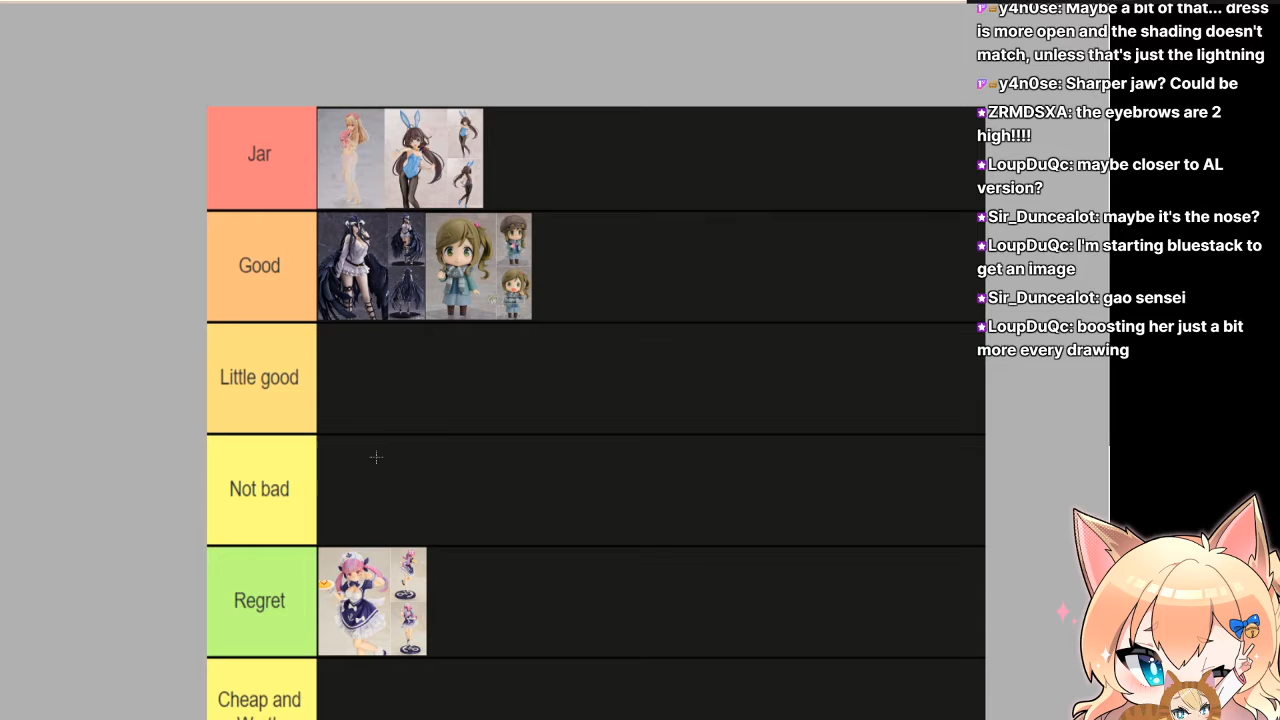 y4n0se: Maybe a bit of that... dress
is more open and the shading doesn't
match, unless that's just the lightning
y4n0se: Sharper jaw? Could be
ZRMDSXA: the eyebrows are 2
high!!!!
LoupDuQc: maybe closer to AL
version?
Sir_Duncealot: maybe it's the nose?
LoupDuQc: I'm starting bluestack to
get an image
Sir_Duncealot: gao sensei
LoupDuQc: boosting her just a bit
more every drawing
Jar
Good
Little good
Not bad
Regret
Cheap and